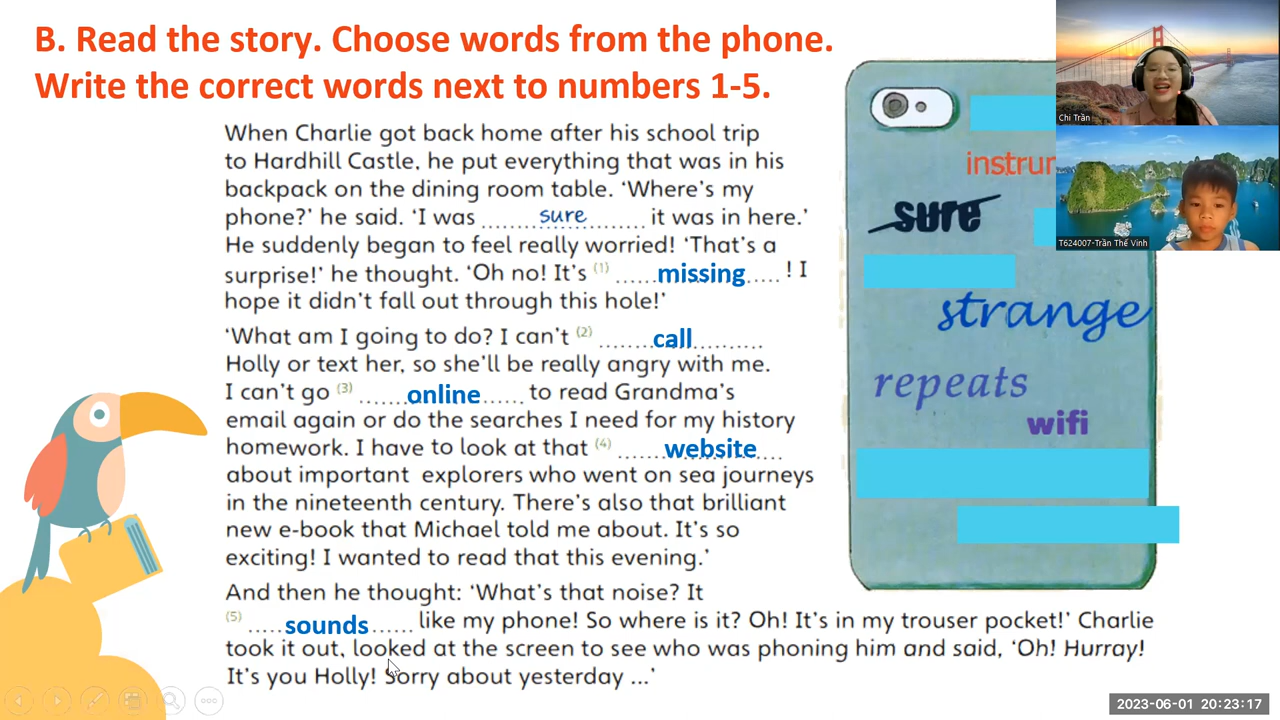 B. Read the story. Choose words from the phone.
Write the correct words next to numbers 1-5.
When Charlie got back home after his school trip
to Hardhill Castle, he put everything that was in his
backpack on the dining room table. ‘Where’s my
phone?’ he said. ‘I was ......sure...... it was in here.’
He suddenly began to feel really worried! ‘That’s a
surprise!’ he thought. ‘Oh no! It’s (1) ......missing...... ! I
hope it didn’t fall out through this hole!’
‘What am I going to do? I can’t (2) ......call......
Holly or text her, so she’ll be really angry with me.
I can’t go (3) ......online...... to read Grandma’s
email again or do the searches I need for my history
homework. I have to look at that (4) ......website......
about important explorers who went on sea journeys
in the nineteenth century. There’s also that brilliant
new e-book that Michael told me about. It’s so
exciting! I wanted to read that this evening.’
And then he thought: ‘What’s that noise? It
(5) ......sounds...... like my phone! So where is it? Oh! It’s in my trouser pocket!’ Charlie
took it out, looked at the screen to see who was phoning him and said, ‘Oh! Hurray!
It’s you Holly! Sorry about yesterday ...’
sure
strange
repeats
wifi
Chi Trần
T624007-Trần Thế Vinh
2023-06-01 20:23:17